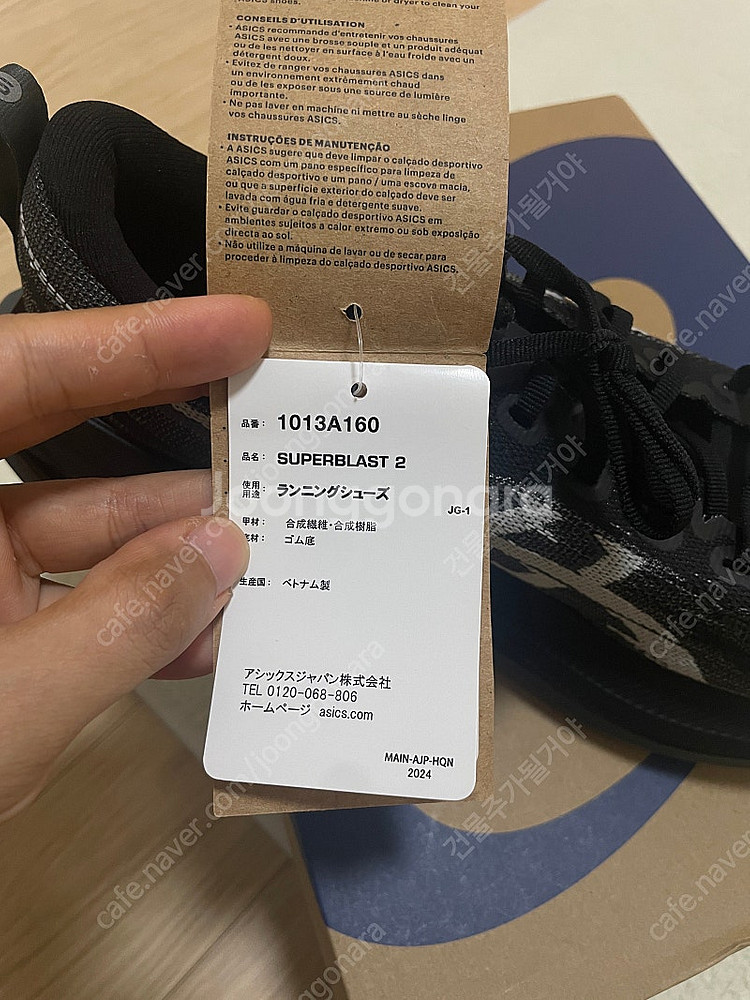 or dryer to clean your
ASICS shoes.
CONSEILS D'UTILISATION
• ASICS recommande d'entretenir vos chaussures
ASICS avec une brosse souple et un produit adéquat
ou de les nettoyer en surface à l'eau froide avec un
détergent doux.
• Evitez de ranger vos chaussures ASICS dans
un environnement extrêmement chaud
ou de les exposer sous une source de lumière
importante.
• Ne pas laver en machine ni mettre au sèche linge
vos chaussures ASICS.
INSTRUÇÕES DE MANUTENÇÃO
• A ASICS sugere que deve limpar o calçado desportivo
ASICS com um pano específico para limpeza de
calçado desportivo e um pano / uma escova macia,
ou que a superfície exterior do calçado deve ser
lavada com água fria e detergente suave.
• Evite guardar o calçado desportivo ASICS em
ambientes sujeitos a calor extremo ou sob exposição
directa ao sol.
• Não utilize a máquina de lavar ou de secar para
proceder à limpeza do calçado desportivo ASICS.
品番: 1013A160
品名: SUPERBLAST 2
使用用途: ランニングシューズ
JG-1
甲材: 合成繊維・合成樹脂
底材: ゴム底
生産国: ベトナム製
アシックスジャパン株式会社
TEL 0120-068-806
ホームページ asics.com
MAIN-AJP-HQN
2024
Joonggonara
cafe.naver.com/joonggonara
건물주가될거야